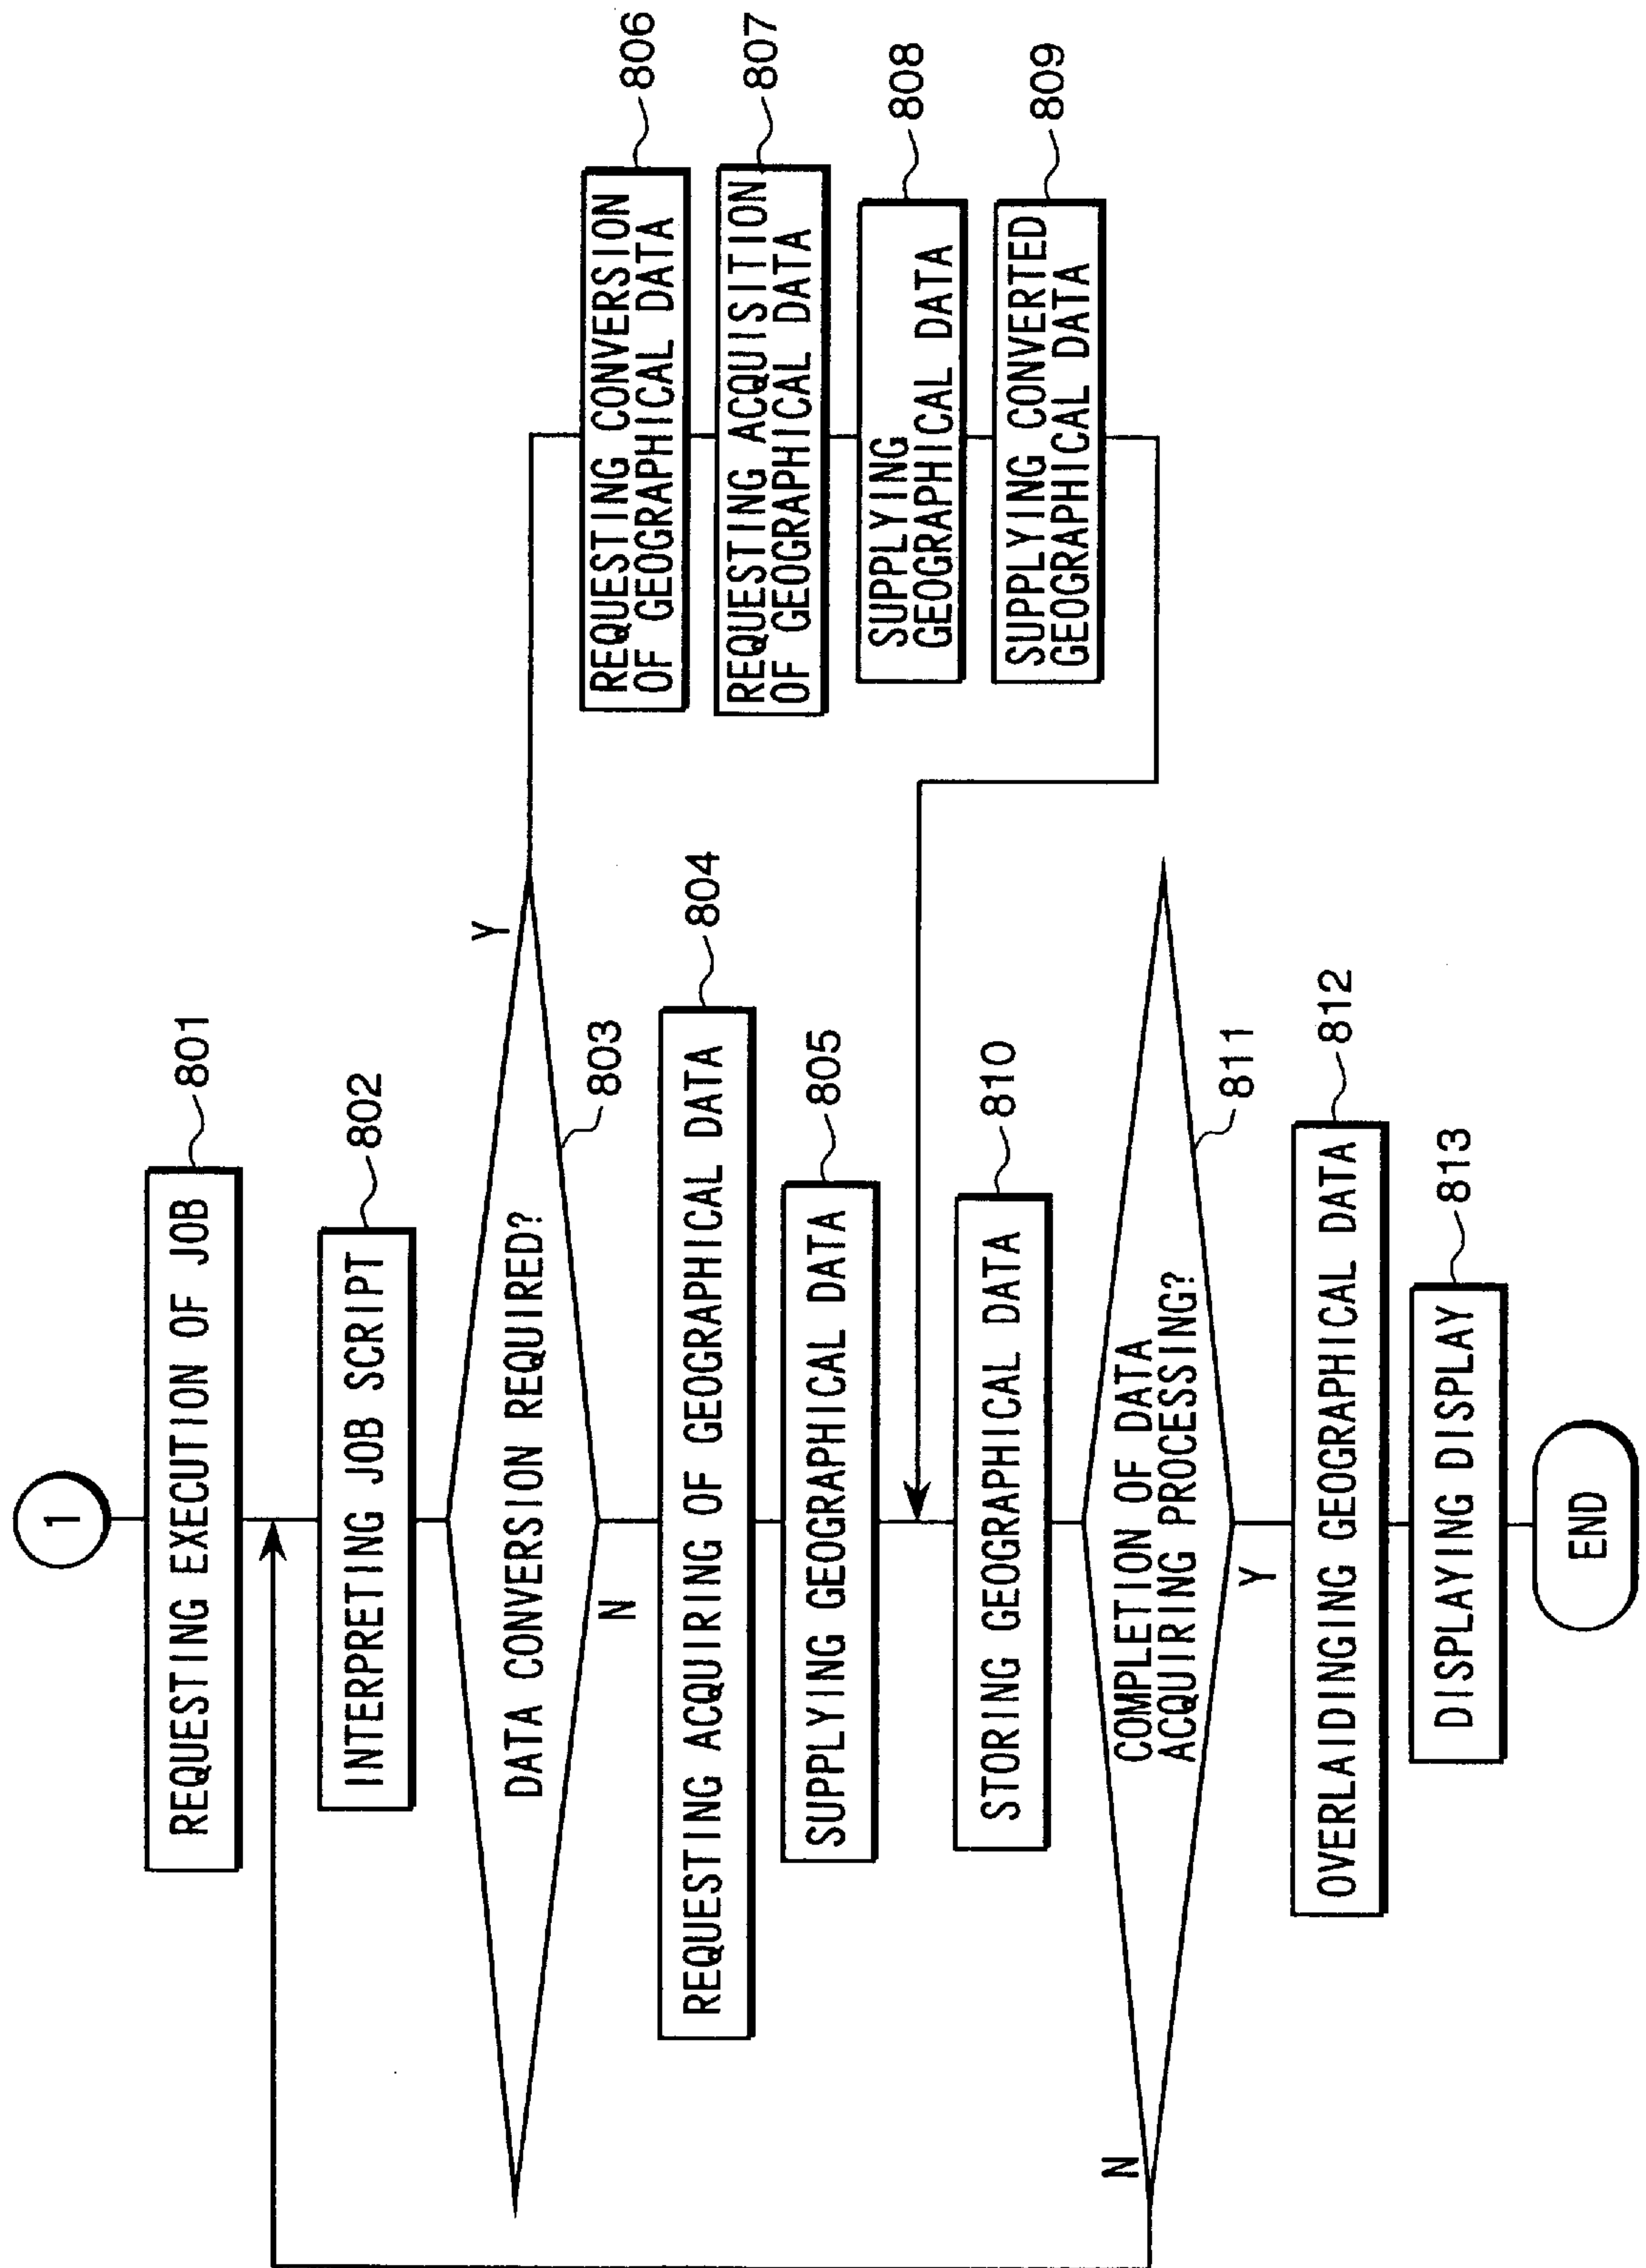 1
REQUESTING EXECUTION OF JOB
801
INTERPRETING JOB SCRIPT
802
DATA CONVERSION REQUIRED?
803
Y
N
REQUESTING ACQUIRING OF GEOGRAPHICAL DATA
804
SUPPLYING GEOGRAPHICAL DATA
805
REQUESTING CONVERSION
OF GEOGRAPHICAL DATA
806
REQUESTING ACQUISITION
OF GEOGRAPHICAL DATA
807
SUPPLYING
GEOGRAPHICAL DATA
808
SUPPLYING CONVERTED
GEOGRAPHICAL DATA
809
STORING GEOGRAPHICAL DATA
810
COMPLETION OF DATA
ACQUIRING PROCESSING?
811
N
Y
OVERLAIDINGING GEOGRAPHICAL DATA
812
DISPLAYING DISPLAY
813
END